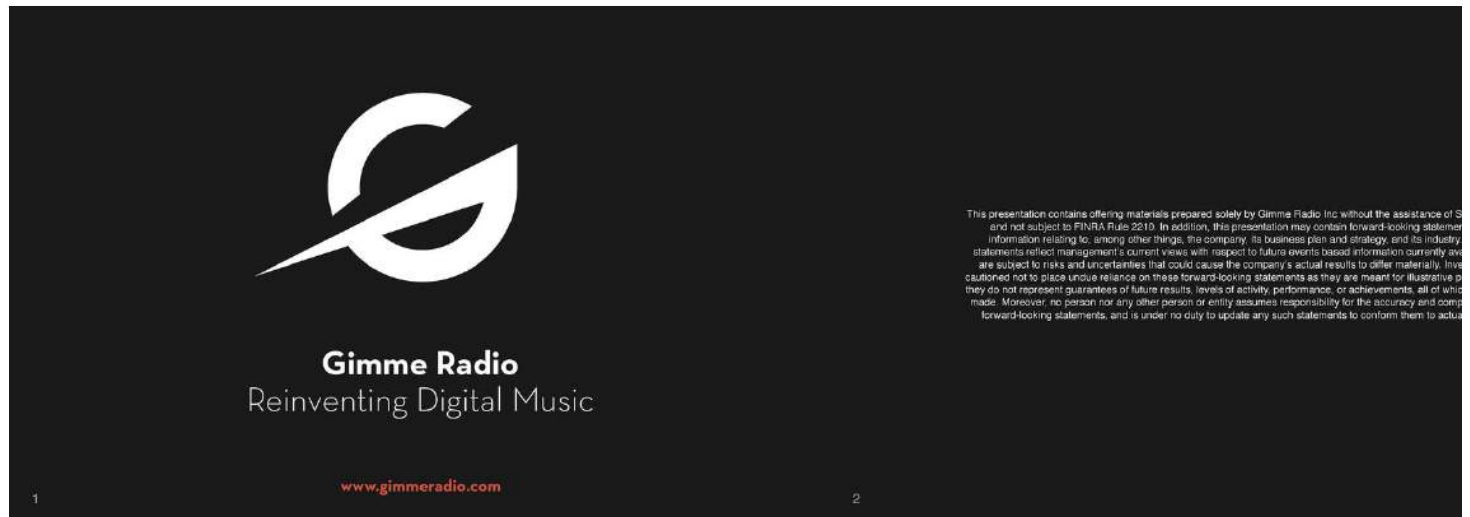 Gimme Radio
Reinventing Digital Music
www.gimmeradio.com
1
This presentation contains offering materials prepared solely by Gimme Radio Inc without the assistance of S
and not subject to FINRA Rule 2210. In addition, this presentation may contain forward-looking statemen
information relating to, among other things, the company, its business plan and strategy, and its industry.
statements reflect management's current views with respect to future events based information currently ava
are subject to risks and uncertainties that could cause the company's actual results to differ materially. Inve
cautioned not to place undue reliance on these forward-looking statements as they are meant for illustrative p
they do not represent guarantees of future results, levels of activity, performance, or achievements, all of whic
made. Moreover, no person nor any other person or entity assumes responsibility for the accuracy and comp
forward-looking statements, and is under no duty to update any such statements to conform them to actua
2